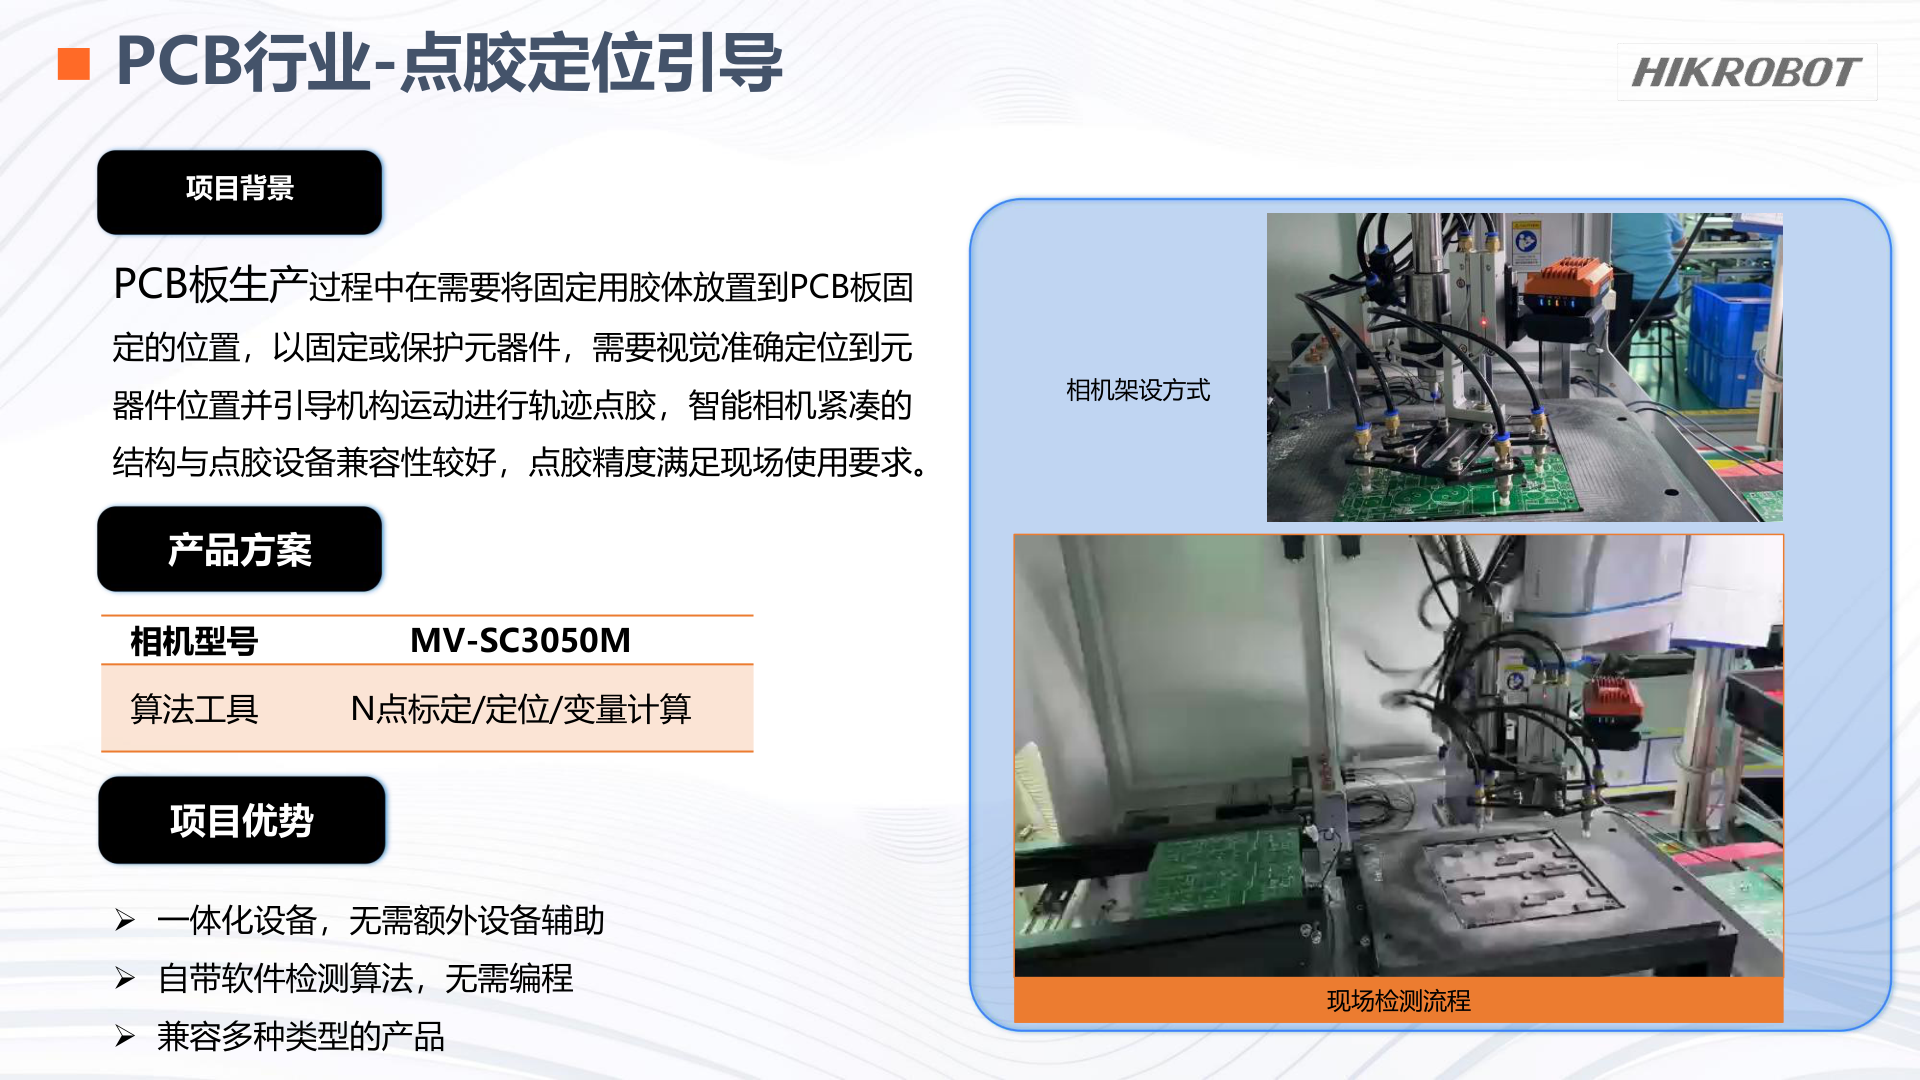 PCB行业-点胶定位引导
HIKROBOT
项目背景
PCB板生产过程中在需要将固定用胶体放置到PCB板固
定的位置，以固定或保护元器件，需要视觉准确定位到元
器件位置并引导机构运动进行轨迹点胶，智能相机紧凑的
结构与点胶设备兼容性较好，点胶精度满足现场使用要求。
产品方案
相机型号 MV-SC3050M
算法工具 N点标定/定位/变量计算
项目优势
➢ 一体化设备，无需额外设备辅助
➢ 自带软件检测算法，无需编程
➢ 兼容多种类型的产品
相机架设方式
现场检测流程